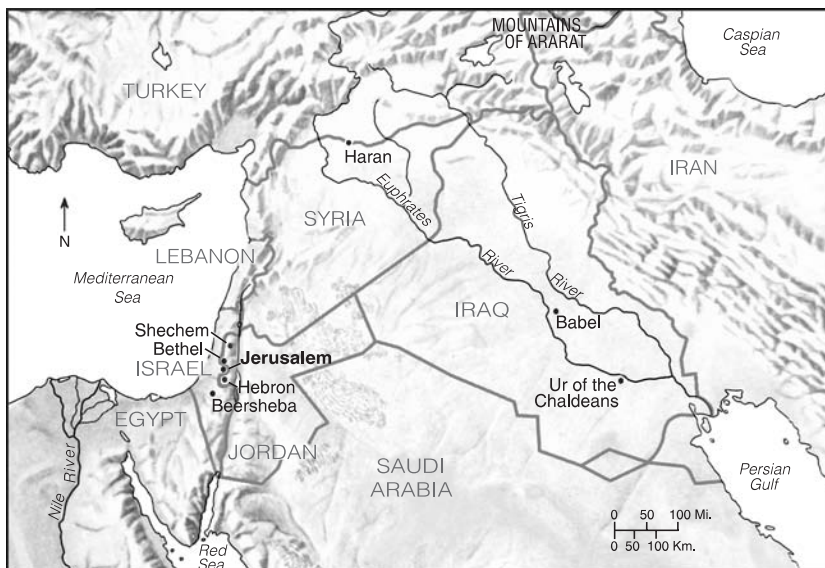 MOUNTAINS
OF ARARAT
Caspian
Sea
TURKEY
Haran
IRAN
Euphrates
Tigris
N
SYRIA
LEBANON
Mediterranean
Sea
River
River
IRAQ
Babel
Shechem
Bethel
Jerusalem
ISRAEL
Hebron
Ur of the
Chaldeans
Beersheba
EGYPT
JORDAN
SAUDI
ARABIA
Nile River
Persian
Gulf
0 50 100 Mi.
0 50 100 Km.
Red
Sea